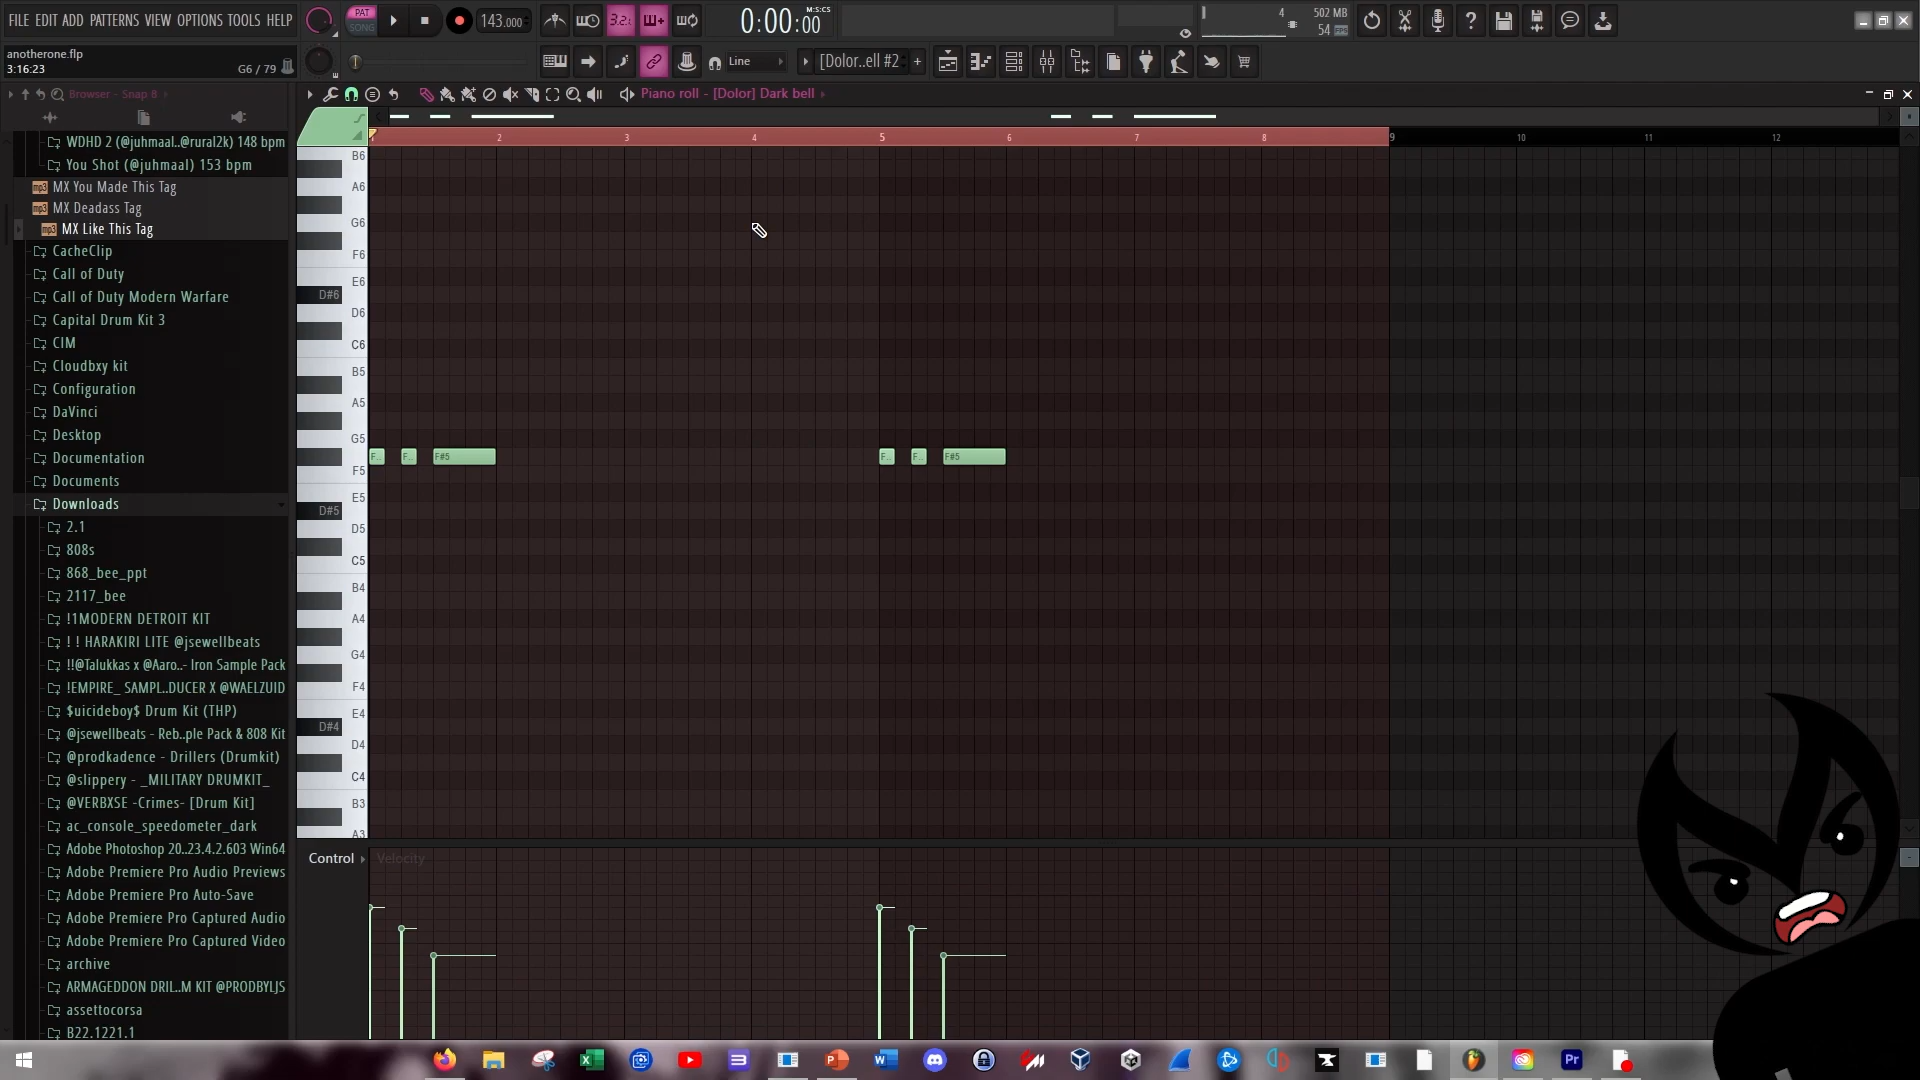 FILE EDIT ADD PATTERNS VIEW OPTIONS TOOLS HELP
PAT
SONG
143.000
3.2.
0:00:00
M:S:CS
4
502 MB
54
anotherone.flp
3:16:23
G6 / 79
Line
[Dolor..ell #2
Browser - Snap 8
Piano roll - [Dolor] Dark bell
WDHD 2 (@juhmaal..@rural2k) 148 bpm
You Shot (@juhmaal) 153 bpm
mp3 MX You Made This Tag
mp3 MX Deadass Tag
mp3 MX Like This Tag
CacheClip
Call of Duty
Call of Duty Modern Warfare
Capital Drum Kit 3
CIM
Cloudbxy kit
Configuration
DaVinci
Desktop
Documentation
Documents
Downloads
2.1
808s
868_bee_ppt
2117_bee
!1MODERN DETROIT KIT
! ! HARAKIRI LITE @jsewellbeats
!!@Talukkas x @Aaro..- Iron Sample Pack
!EMPIRE_ SAMPL..DUCER X @WAELZUID
$uicideboy$ Drum Kit (THP)
@jsewellbeats - Reb..ple Pack & 808 Kit
@prodkadence - Drillers (Drumkit)
@slippery - _MILITARY DRUMKIT_
@VERBXSE -Crimes- [Drum Kit]
ac_console_speedometer_dark
Adobe Photoshop 20..23.4.2.603 Win64
Adobe Premiere Pro Audio Previews
Adobe Premiere Pro Auto-Save
Adobe Premiere Pro Captured Audio
Adobe Premiere Pro Captured Video
archive
ARMAGEDDON DRIL..M KIT @PRODBYLJS
assettocorsa
B22.1221.1
2 3 4 5 6 7 8 9 10 11 12
B6
A6
G6
F6
E6
D#6
D6
C6
B5
A5
G5
F5
E5
D#5
D5
C5
B4
A4
G4
F4
E4
D#4
D4
C4
B3
A3
F.. F.. F#5 F.. F.. F#5
Control
Velocity
Pr